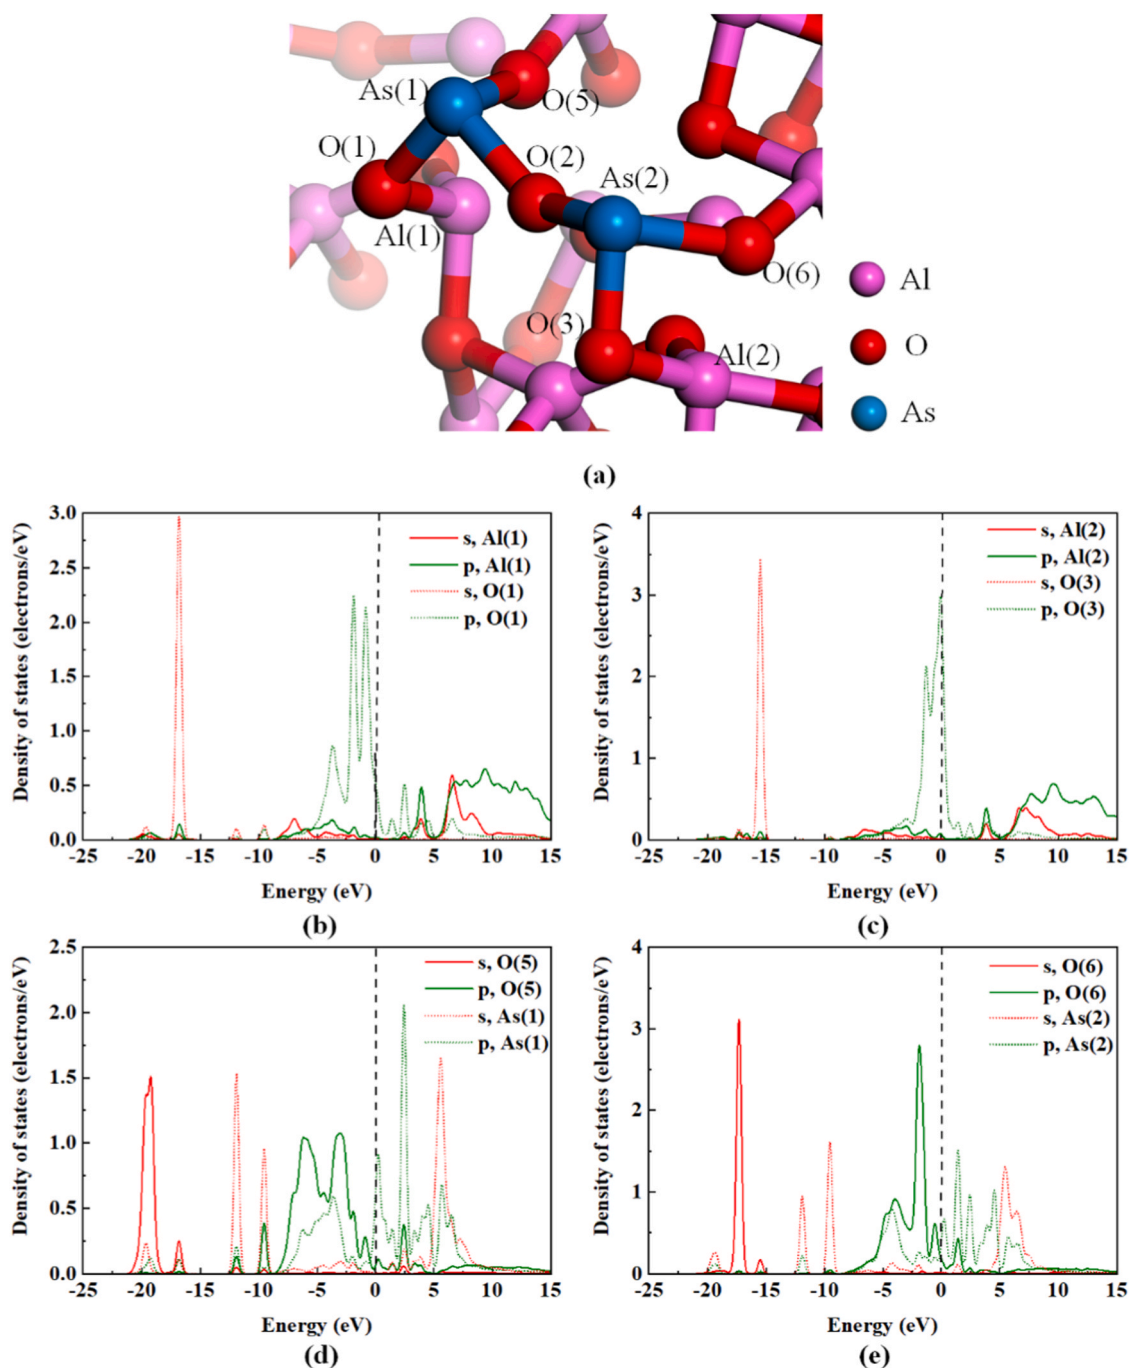 As(1)
O(5)
O(1)
O(2)
As(2)
Al(1)
O(6)
O(3)
Al(2)
Al
O
As
(a)
Density of states (electrons/eV)
3.0
2.5
2.0
1.5
1.0
0.5
0.0
-25 -20 -15 -10 -5 0 5 10 15
Energy (eV)
s, Al(1)
p, Al(1)
s, O(1)
p, O(1)
(b)
Density of states (electrons/eV)
4
3
2
1
0
-25 -20 -15 -10 -5 0 5 10 15
Energy (eV)
s, Al(2)
p, Al(2)
s, O(3)
p, O(3)
(c)
Density of states (electrons/eV)
2.5
2.0
1.5
1.0
0.5
0.0
-25 -20 -15 -10 -5 0 5 10 15
Energy (eV)
s, O(5)
p, O(5)
s, As(1)
p, As(1)
(d)
Density of states (electrons/eV)
4
3
2
1
0
-25 -20 -15 -10 -5 0 5 10 15
Energy (eV)
s, O(6)
p, O(6)
s, As(2)
p, As(2)
(e)